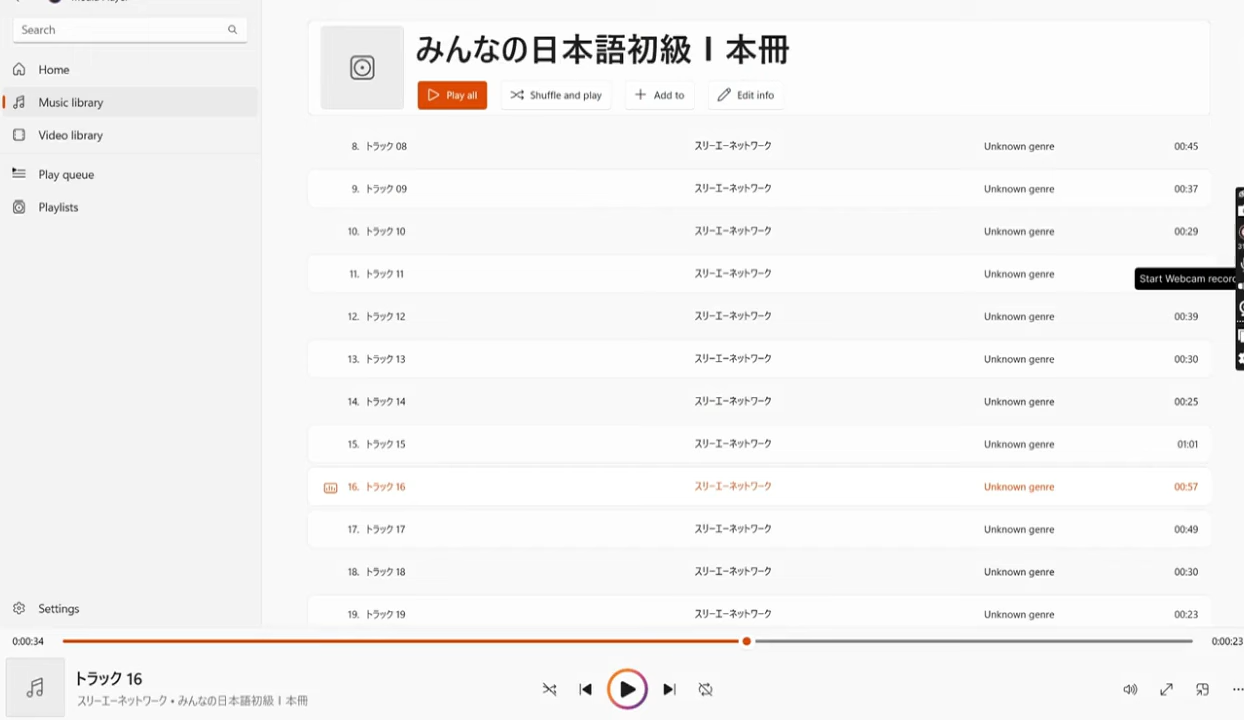 Media Player
Search
Home
Music library
Video library
Play queue
Playlists
Settings
みんなの日本語初級 I 本冊
Play all Shuffle and play Add to Edit info
8. トラック 08 スリーエーネットワーク Unknown genre 00:45
9. トラック 09 スリーエーネットワーク Unknown genre 00:37
10. トラック 10 スリーエーネットワーク Unknown genre 00:29
11. トラック 11 スリーエーネットワーク Unknown genre
Start Webcam recor
12. トラック 12 スリーエーネットワーク Unknown genre 00:39
13. トラック 13 スリーエーネットワーク Unknown genre 00:30
14. トラック 14 スリーエーネットワーク Unknown genre 00:25
15. トラック 15 スリーエーネットワーク Unknown genre 01:01
16. トラック 16 スリーエーネットワーク Unknown genre 00:57
17. トラック 17 スリーエーネットワーク Unknown genre 00:49
18. トラック 18 スリーエーネットワーク Unknown genre 00:30
19. トラック 19 スリーエーネットワーク Unknown genre 00:23
0:00:34 0:00:23
トラック 16
スリーエーネットワーク • みんなの日本語初級 I 本冊